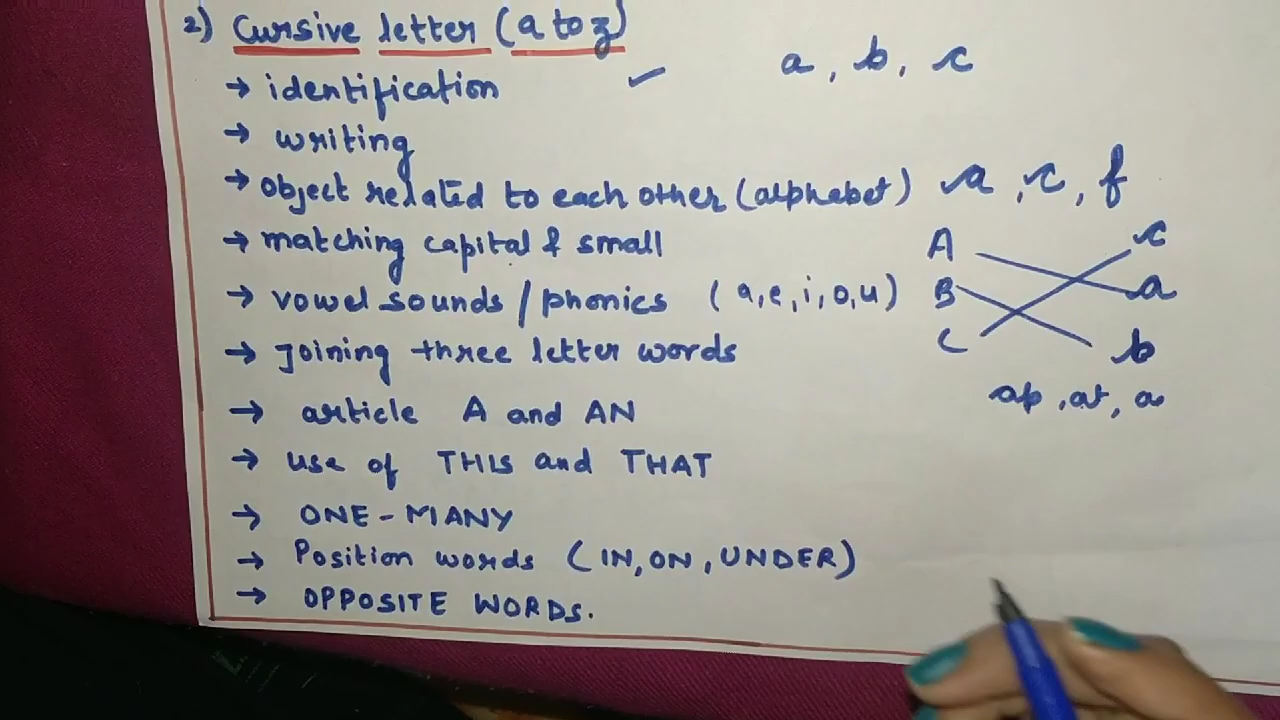 2) Cursive letter (a to z)
→ identification ✓ a, b, c
→ writing
→ object related to each other (alphabet) a, c, f
→ matching capital & small A c
→ vowel sounds / phonics (a, e, i, o, u) B a
→ Joining three letter words C b
ap, at, a
→ article A and AN
→ use of THIS and THAT
→ ONE - MANY
→ Position words (IN, ON, UNDER)
→ OPPOSITE WORDS.